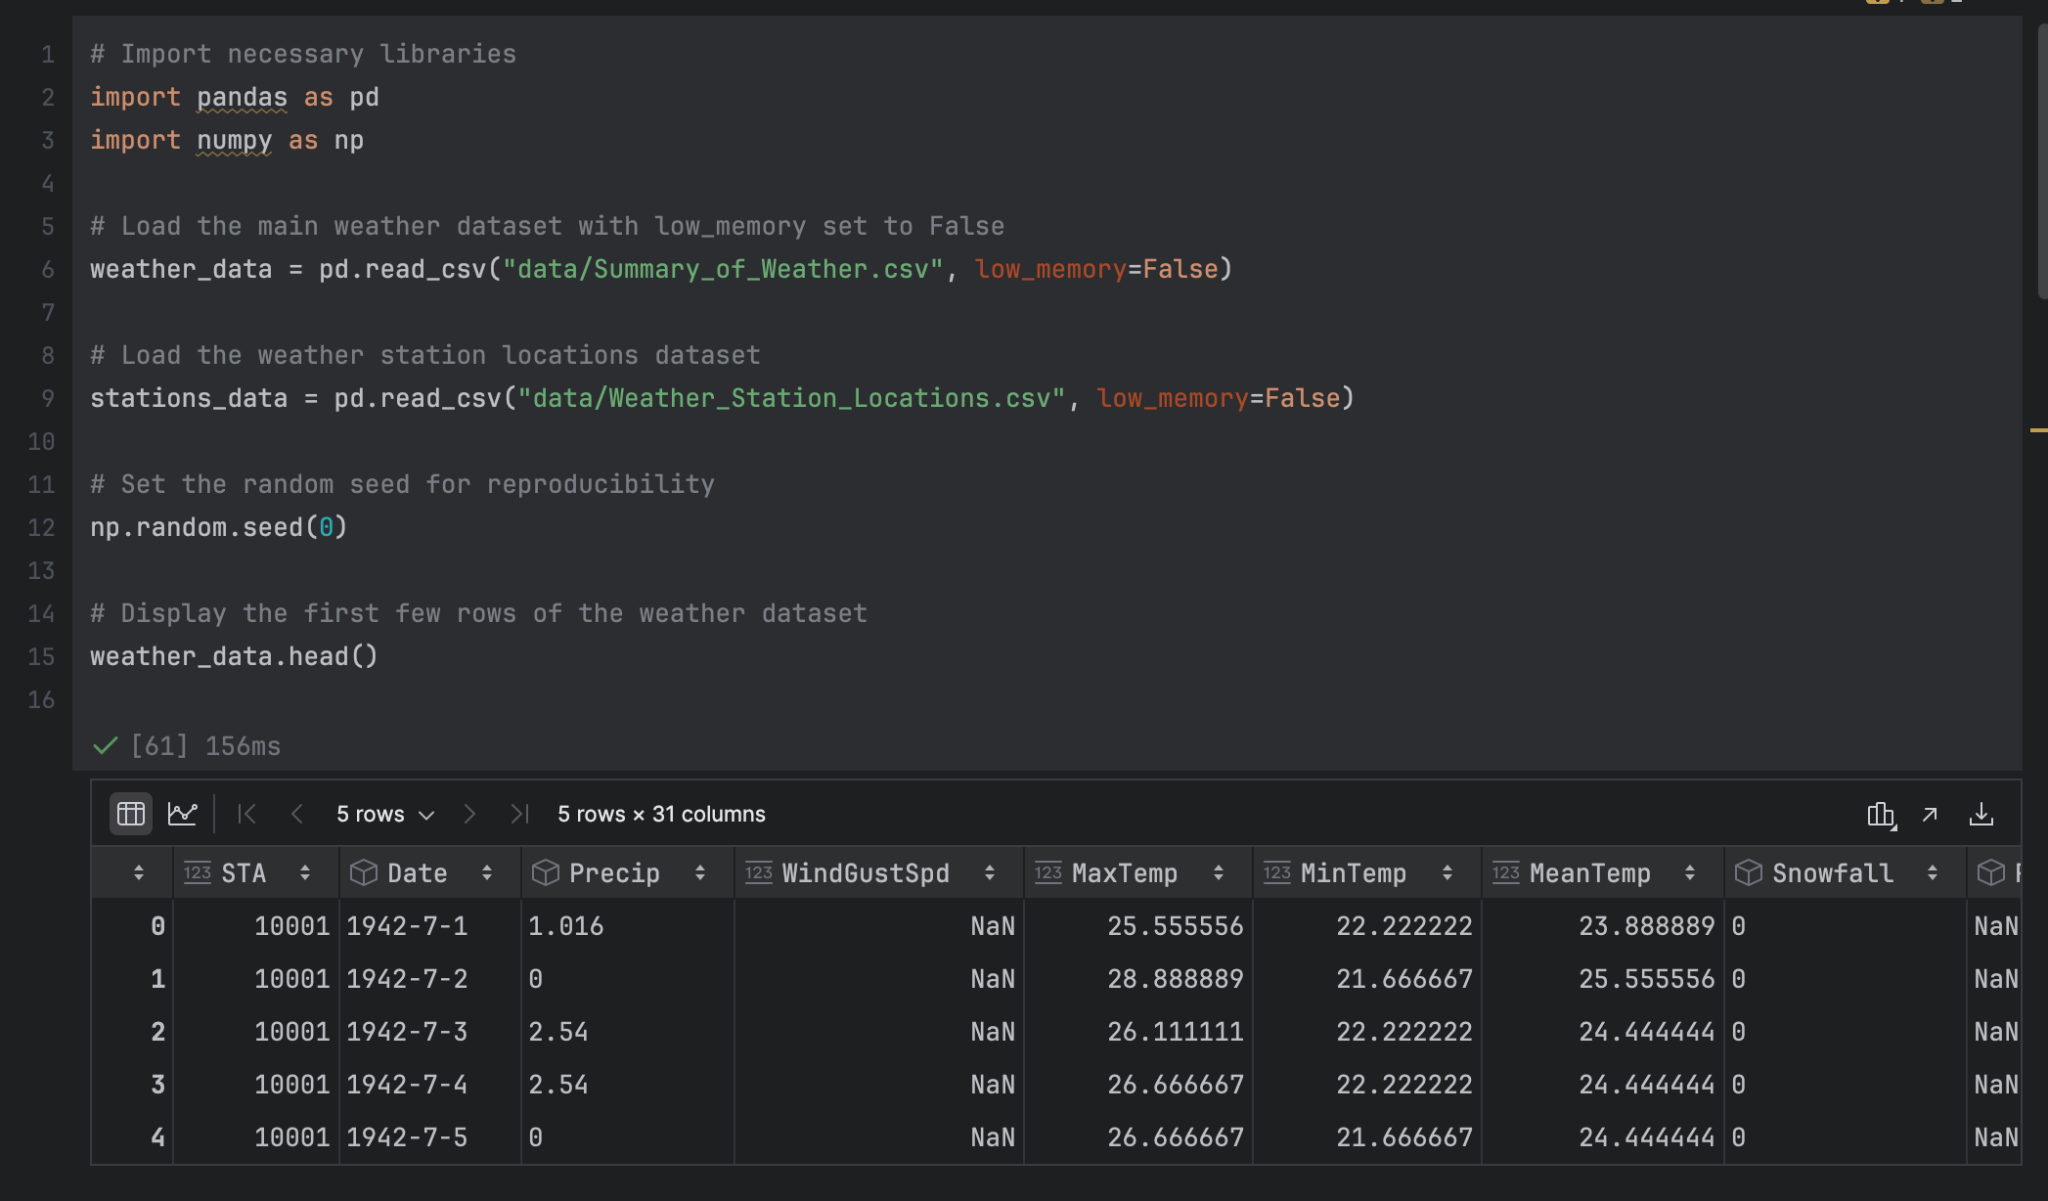 1 # Import necessary libraries
2 import pandas as pd
3 import numpy as np
4
5 # Load the main weather dataset with low_memory set to False
6 weather_data = pd.read_csv("data/Summary_of_Weather.csv", low_memory=False)
7
8 # Load the weather station locations dataset
9 stations_data = pd.read_csv("data/Weather_Station_Locations.csv", low_memory=False)
10
11 # Set the random seed for reproducibility
12 np.random.seed(0)
13
14 # Display the first few rows of the weather dataset
15 weather_data.head()
16
[61] 156ms
5 rows 5 rows × 31 columns
123 STA Date Precip 123 WindGustSpd 123 MaxTemp 123 MinTemp 123 MeanTemp Snowfall
0 10001 1942-7-1 1.016 NaN 25.555556 22.222222 23.888889 0 NaN
1 10001 1942-7-2 0 NaN 28.888889 21.666667 25.555556 0 NaN
2 10001 1942-7-3 2.54 NaN 26.111111 22.222222 24.444444 0 NaN
3 10001 1942-7-4 2.54 NaN 26.666667 22.222222 24.444444 0 NaN
4 10001 1942-7-5 0 NaN 26.666667 21.666667 24.444444 0 NaN